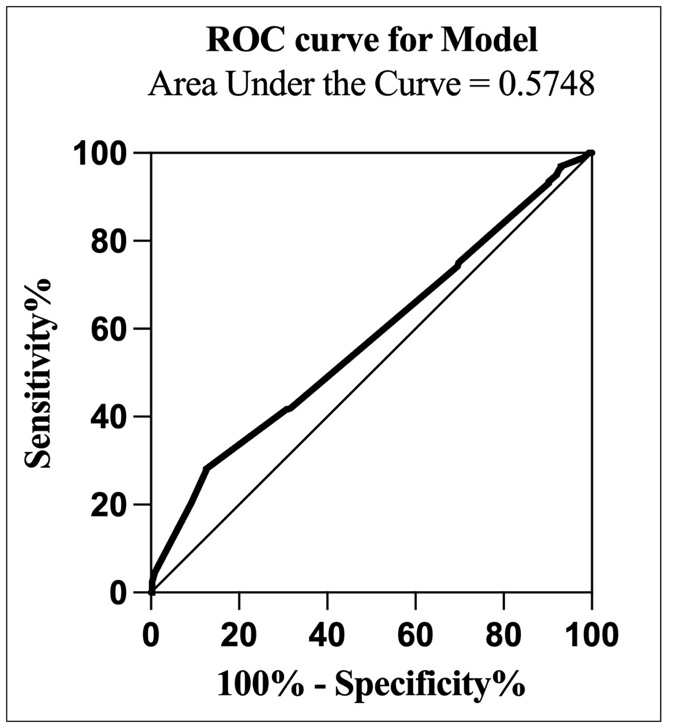 ROC curve for Model
Area Under the Curve = 0.5748
100
80
60
40
20
0
Sensitivity%
0 20 40 60 80 100
100% - Specificity%